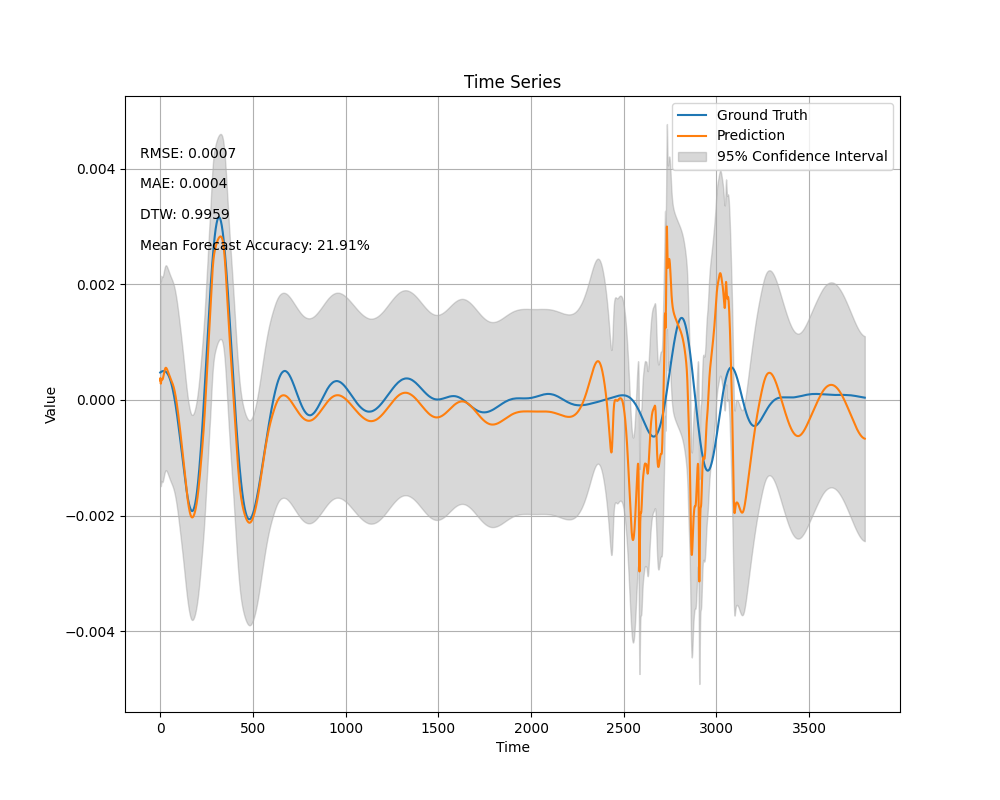 Time Series
Ground Truth
Prediction
95% Confidence Interval
RMSE: 0.0007
MAE: 0.0004
DTW: 0.9959
Mean Forecast Accuracy: 21.91%
0.004
0.002
0.000
−0.002
−0.004
Value
0 500 1000 1500 2000 2500 3000 3500
Time